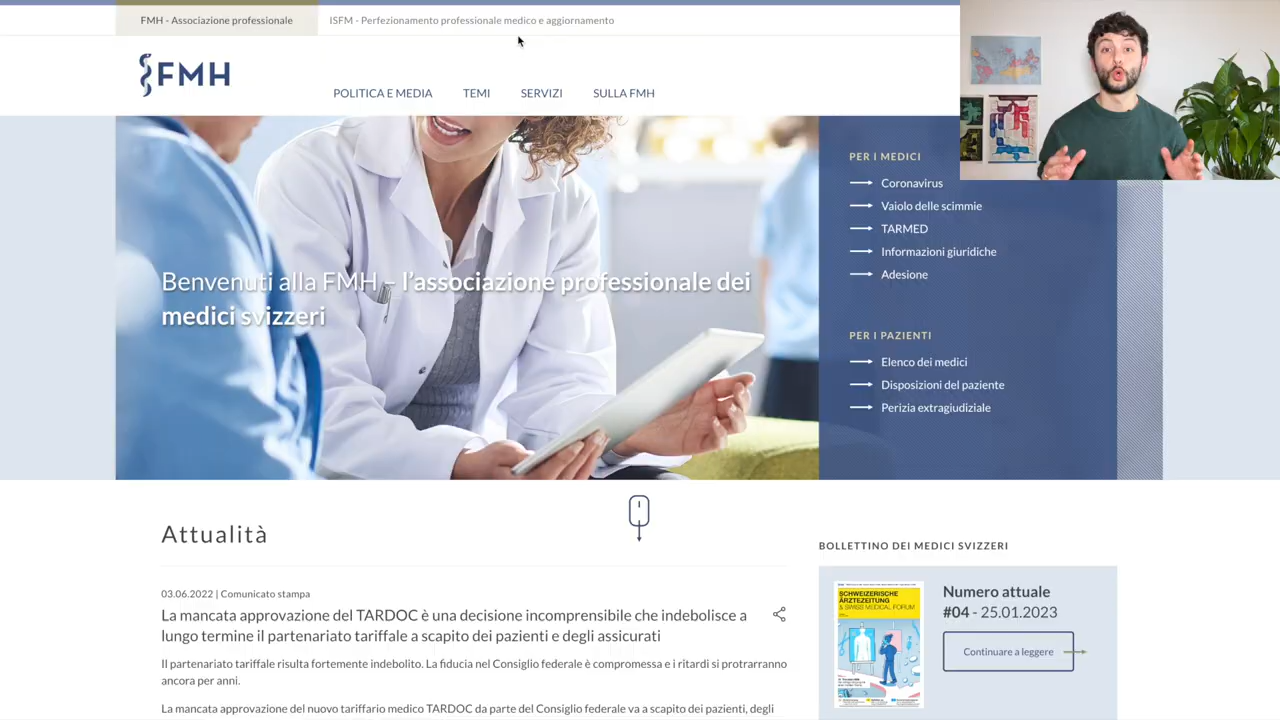 FMH - Associazione professionale
ISFM - Perfezionamento professionale medico e aggiornamento
FMH
POLITICA E MEDIA
TEMI
SERVIZI
SULLA FMH
Benvenuti alla FMH – l’associazione professionale dei
medici svizzeri
PER I MEDICI
Coronavirus
Vaiolo delle scimmie
TARMED
Informazioni giuridiche
Adesione
PER I PAZIENTI
Elenco dei medici
Disposizioni del paziente
Perizia extragiudiziale
Attualità
03.06.2022 | Comunicato stampa
La mancata approvazione del TARDOC è una decisione incomprensibile che indebolisce a
lungo termine il partenariato tariffale a scapito dei pazienti e degli assicurati
Il partenariato tariffale risulta fortemente indebolito. La fiducia nel Consiglio federale è compromessa e i ritardi si protrarranno
ancora per anni.
approvazione del nuovo tariffario medico TARDOC da parte del Consiglio federale va a scapito dei pazienti, degli
BOLLETTINO DEI MEDICI SVIZZERI
SCHWEIZERISCHE
ÄRZTEZEITUNG
& SWISS MEDICAL FORUM
Numero attuale
#04 - 25.01.2023
Continuare a leggere